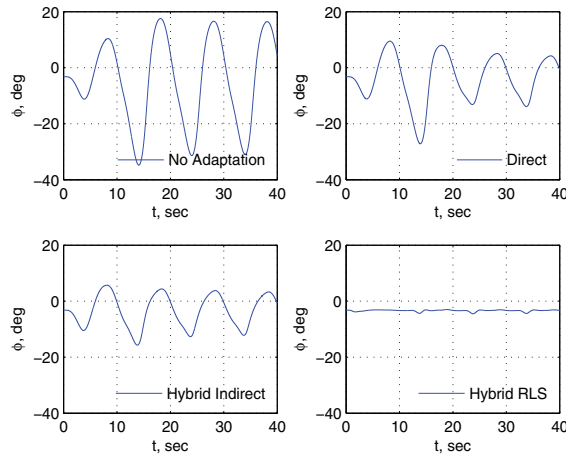 20
0
−20
−40
φ, deg
No Adaptation
0 10 20 30 40
t, sec
20
0
−20
−40
φ, deg
Direct
0 10 20 30 40
t, sec
20
0
−20
−40
φ, deg
Hybrid Indirect
0 10 20 30 40
t, sec
20
0
−20
−40
φ, deg
Hybrid RLS
0 10 20 30 40
t, sec